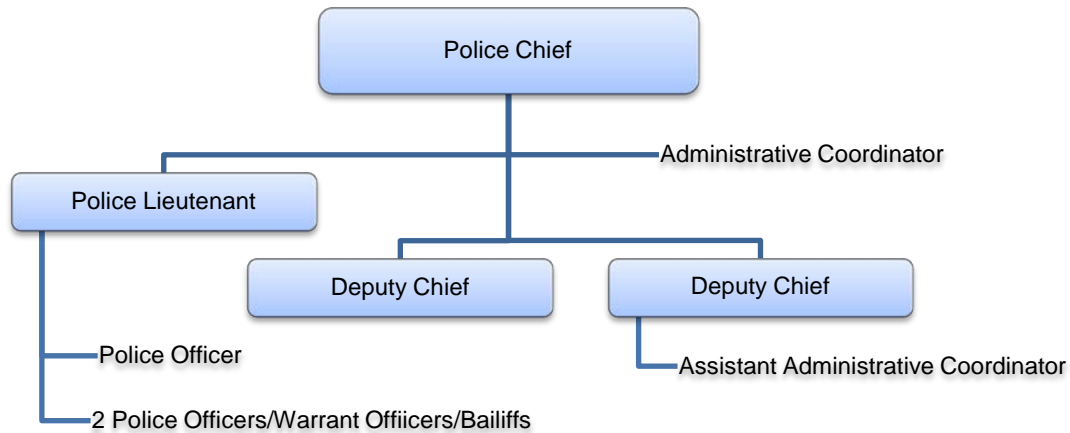 Police Chief
Administrative Coordinator
Police Lieutenant
Deputy Chief
Deputy Chief
Police Officer
Assistant Administrative Coordinator
2 Police Officers/Warrant Offiicers/Bailiffs